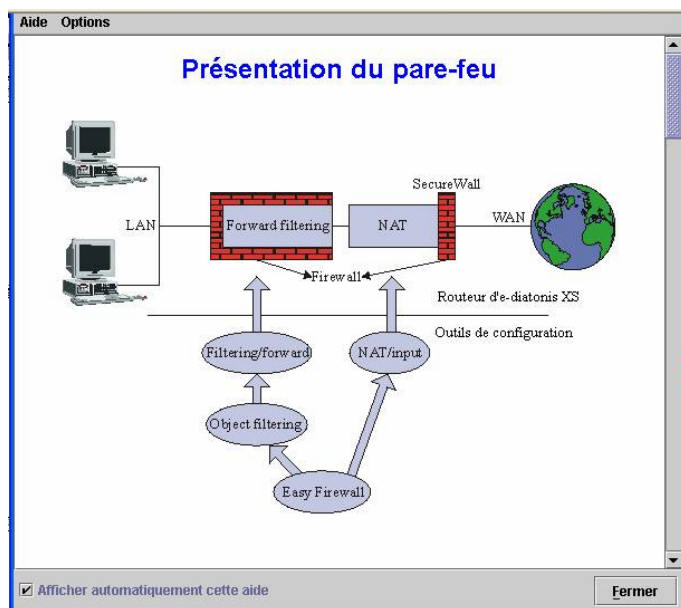 Aide Options
Présentation du pare-feu
SecureWall
LAN
Forward filtering
NAT
WAN
Firewall
Routeur d'e-diatonis XS
Outils de configuration
Filtering/forward
NAT/input
Object filtering
Easy Firewall
Afficher automatiquement cette aide
Fermer